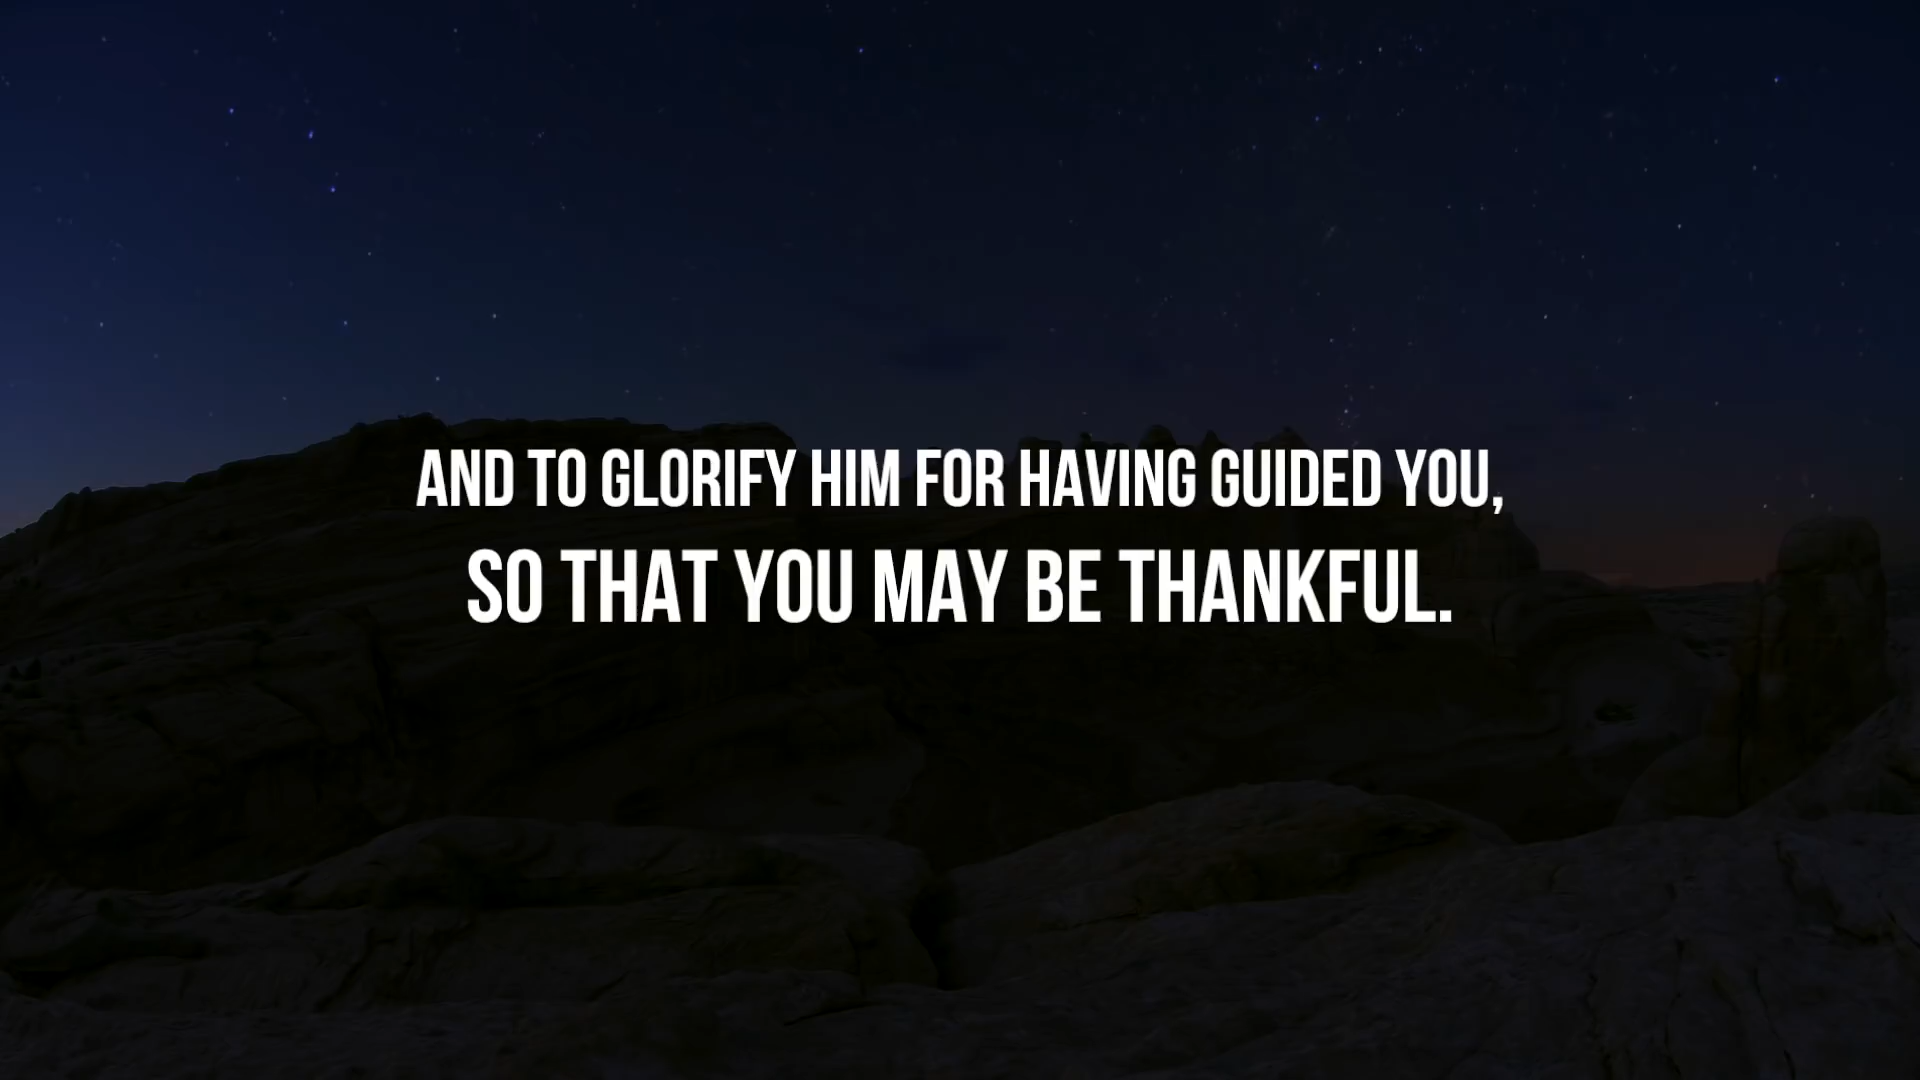 AND TO GLORIFY HIM FOR HAVING GUIDED YOU,
SO THAT YOU MAY BE THANKFUL.